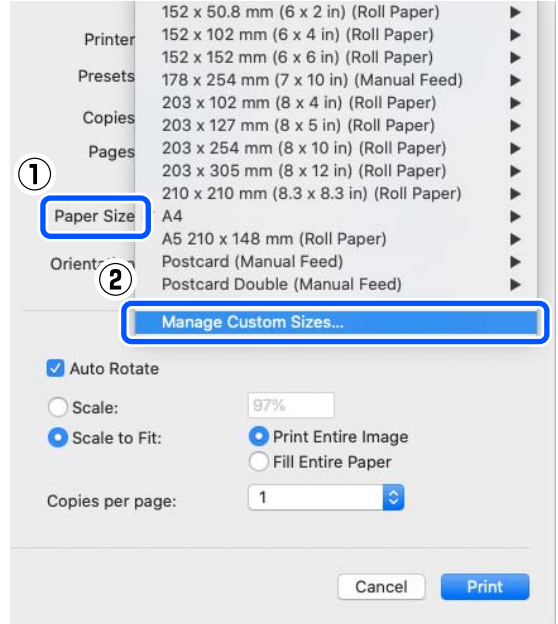 152 x 50.8 mm (6 x 2 in) (Roll Paper)
Printer 152 x 102 mm (6 x 4 in) (Roll Paper)
152 x 152 mm (6 x 6 in) (Roll Paper)
Presets 178 x 254 mm (7 x 10 in) (Manual Feed)
203 x 102 mm (8 x 4 in) (Roll Paper)
Copies 203 x 127 mm (8 x 5 in) (Roll Paper)
Pages 203 x 254 mm (8 x 10 in) (Roll Paper)
① 203 x 305 mm (8 x 12 in) (Roll Paper)
210 x 210 mm (8.3 x 8.3 in) (Roll Paper)
Paper Size A4
A5 210 x 148 mm (Roll Paper)
Postcard (Manual Feed)
② Postcard Double (Manual Feed)
Manage Custom Sizes...
Auto Rotate
Scale: 97%
Scale to Fit: Print Entire Image
Fill Entire Paper
Copies per page: 1
Cancel Print